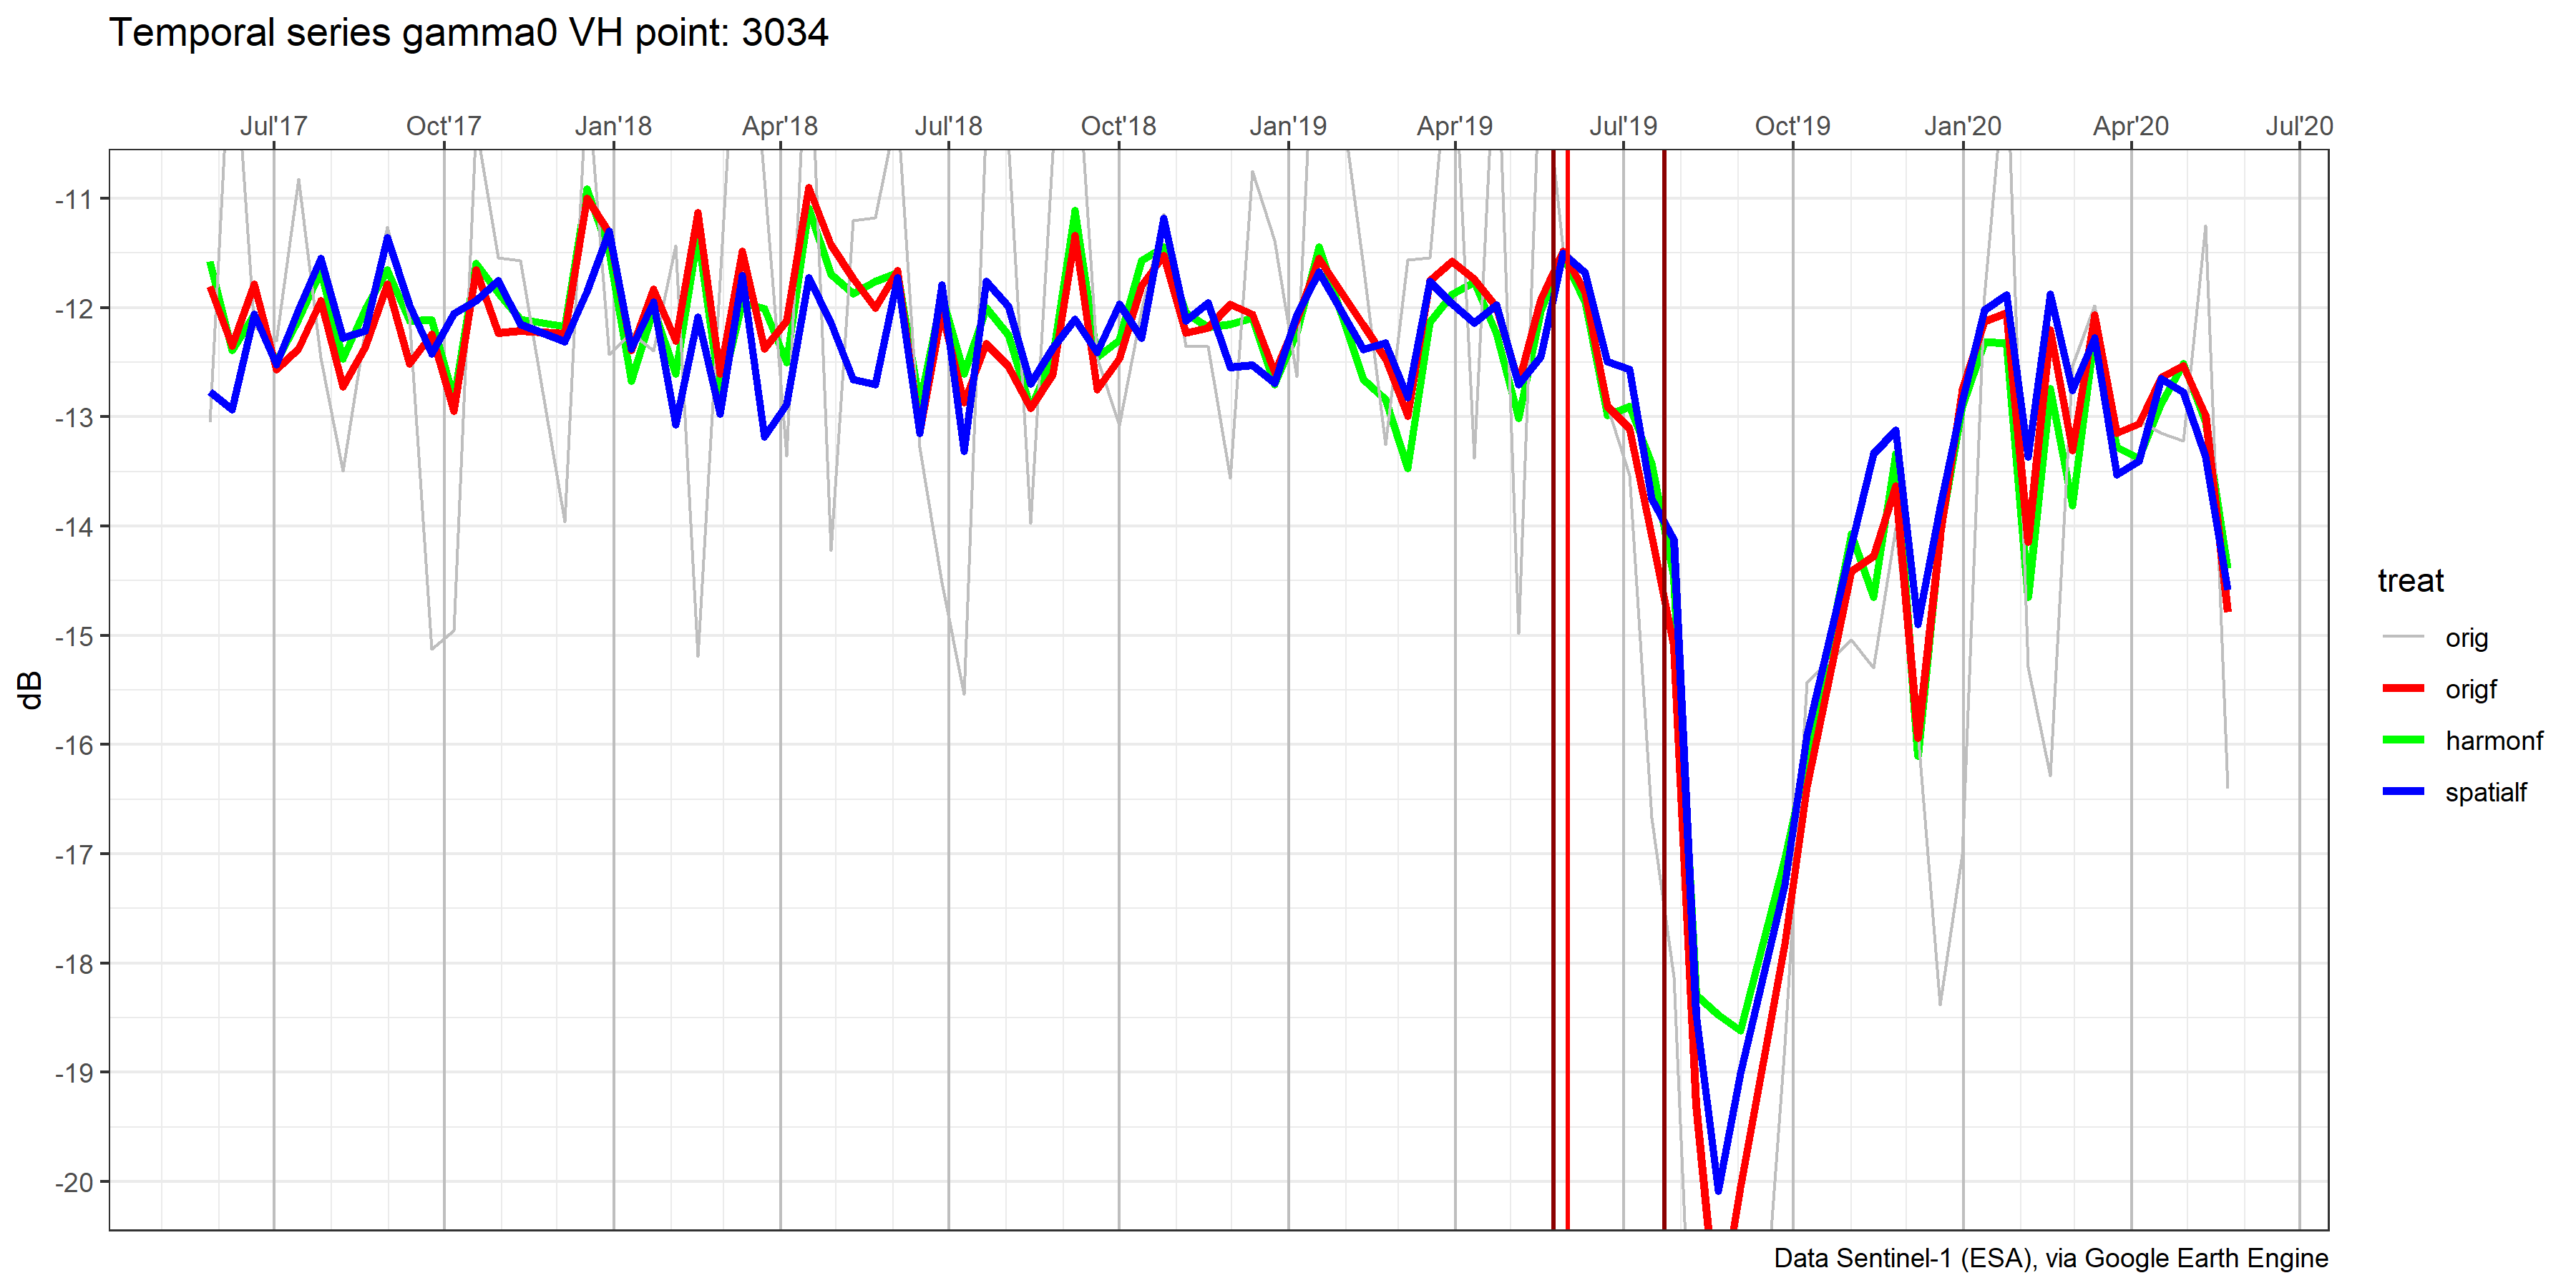 Temporal series gamma0 VH point: 3034
Jul'17 Oct'17 Jan'18 Apr'18 Jul'18 Oct'18 Jan'19 Apr'19 Jul'19 Oct'19 Jan'20 Apr'20 Jul'20
-11
-12
-13
-14
-15
-16
-17
-18
-19
-20
dB
treat
orig
origf
harmonf
spatialf
Data Sentinel-1 (ESA), via Google Earth Engine